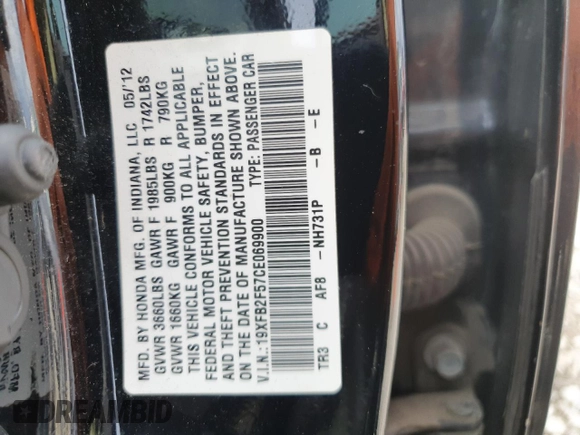 MFD. BY HONDA MFG. OF INDIANA, LLC 05/'12
GVWR 3660LBS GAWR F 1985LBS R 1742LBS
GVWR 1660KG GAWR F 900KG R 790KG
THIS VEHICLE CONFORMS TO ALL APPLICABLE
FEDERAL MOTOR VEHICLE SAFETY, BUMPER,
AND THEFT PREVENTION STANDARDS IN EFFECT
ON THE DATE OF MANUFACTURE SHOWN ABOVE.
V.I.N.:19XFB2F57CE069900 TYPE: PASSENGER CAR
TR3 C AF8 -NH731P -B -E
DREAMBID